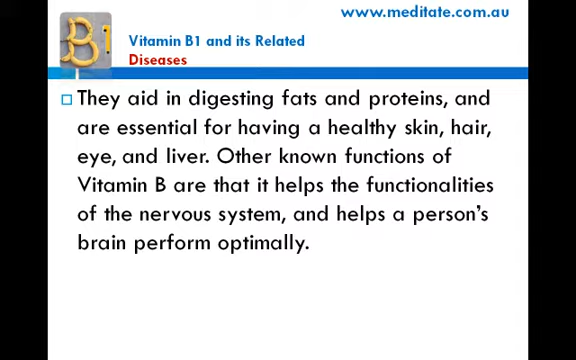 www.meditate.com.au
B1
Vitamin B1 and its Related
Diseases
They aid in digesting fats and proteins, and
are essential for having a healthy skin, hair,
eye, and liver. Other known functions of
Vitamin B are that it helps the functionalities
of the nervous system, and helps a person's
brain perform optimally.